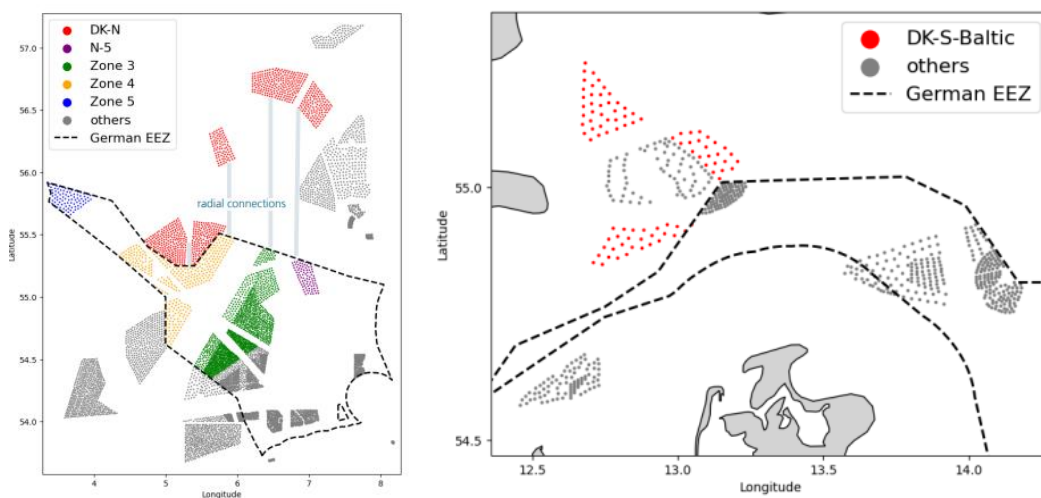 DK-N
N-5
Zone 3
Zone 4
Zone 5
others
German EEZ
radial connections
57.0
56.5
56.0
55.5
55.0
54.5
54.0
Latitude
4
5
6
7
8
Longitude
DK-S-Baltic
others
German EEZ
55.0
54.5
Latitude
12.5
13.0
13.5
14.0
Longitude